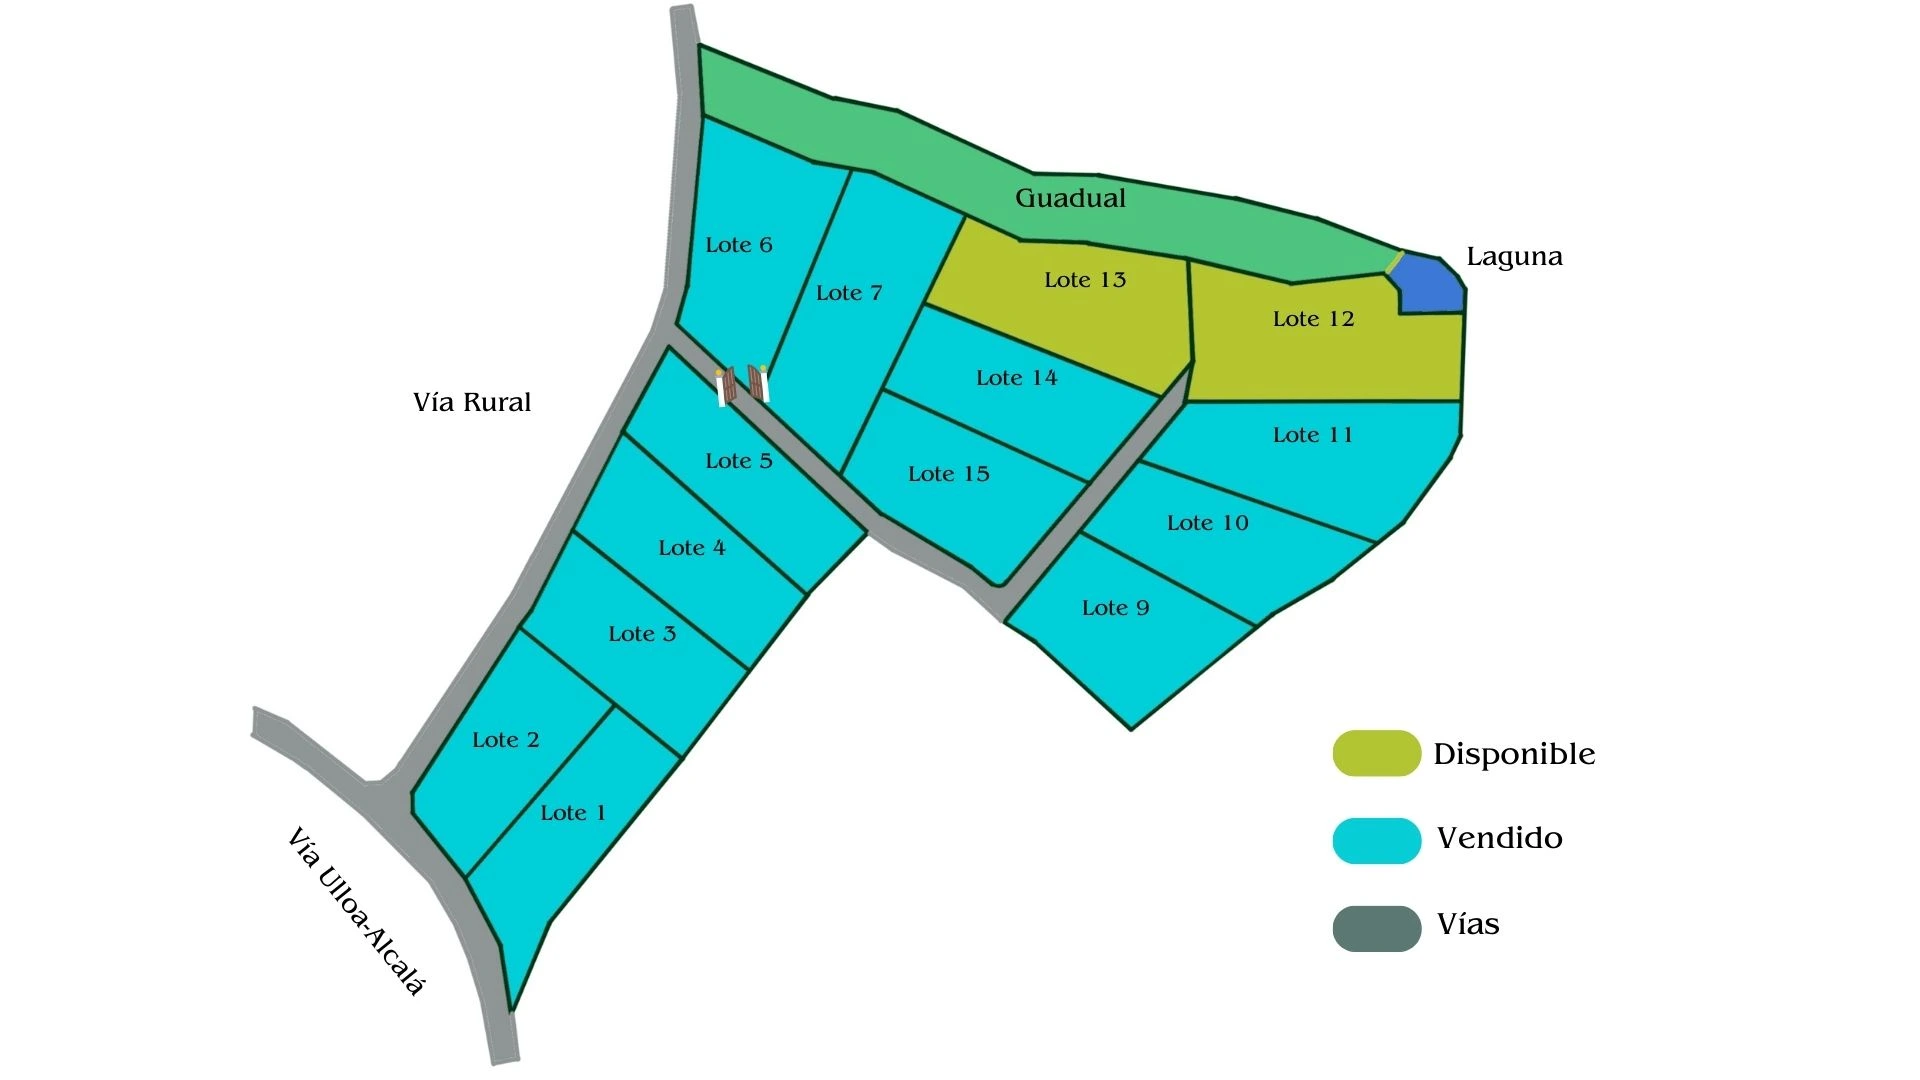 Guadual
Lote 6
Laguna
Lote 13
Lote 7
Lote 12
Lote 14
Vía Rural
Lote 11
Lote 5
Lote 15
Lote 10
Lote 4
Lote 9
Lote 3
Lote 2
Disponible
Lote 1
Vendido
Vía Ulloa-Alcalá
Vías